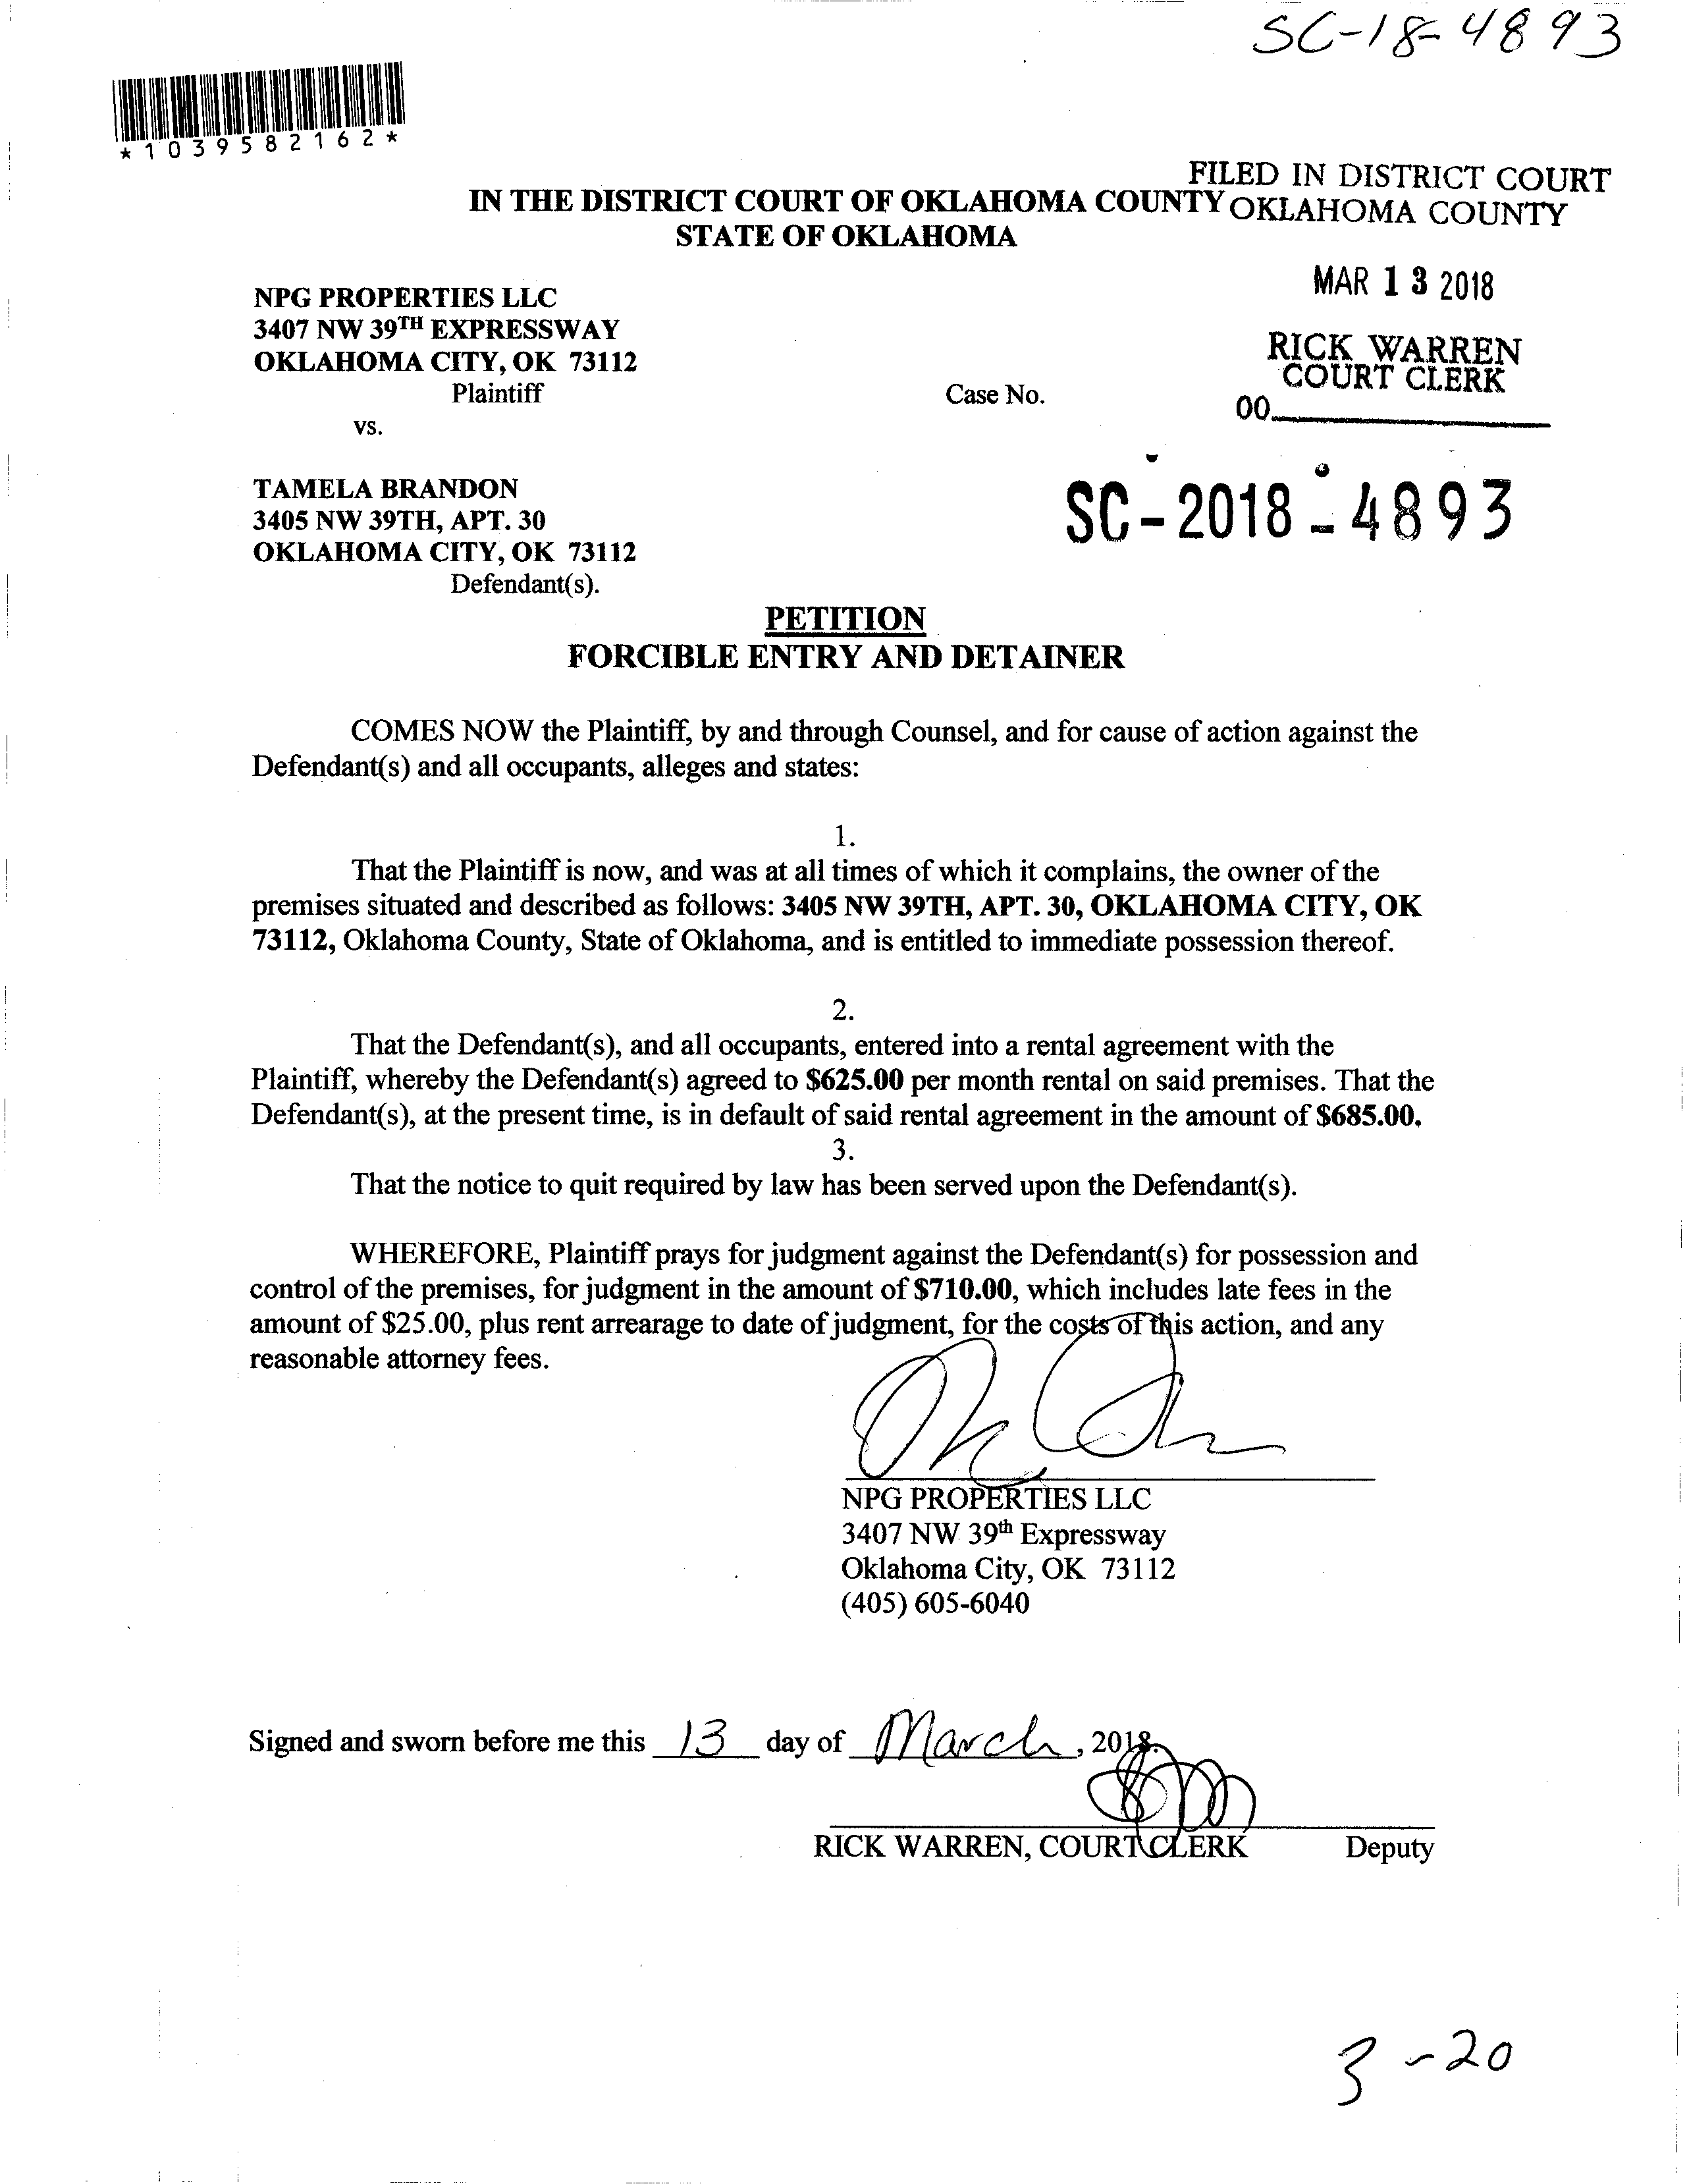 SC-18-4893
*1039582162*
FILED IN DISTRICT COURT
OKLAHOMA COUNTY
IN THE DISTRICT COURT OF OKLAHOMA COUNTY
STATE OF OKLAHOMA
MAR 13 2018
RICK WARREN
COURT CLERK
00
NPG PROPERTIES LLC
3407 NW 39TH EXPRESSWAY
OKLAHOMA CITY, OK 73112
Plaintiff
Case No.
vs.
SC-2018-4893
TAMELA BRANDON
3405 NW 39TH, APT. 30
OKLAHOMA CITY, OK 73112
Defendant(s).
PETITION
FORCIBLE ENTRY AND DETAINER
COMES NOW the Plaintiff, by and through Counsel, and for cause of action against the
Defendant(s) and all occupants, alleges and states:
1.
That the Plaintiff is now, and was at all times of which it complains, the owner of the
premises situated and described as follows: 3405 NW 39TH, APT. 30, OKLAHOMA CITY, OK
73112, Oklahoma County, State of Oklahoma, and is entitled to immediate possession thereof.
2.
That the Defendant(s), and all occupants, entered into a rental agreement with the
Plaintiff, whereby the Defendant(s) agreed to $625.00 per month rental on said premises. That the
Defendant(s), at the present time, is in default of said rental agreement in the amount of $685.00.
3.
That the notice to quit required by law has been served upon the Defendant(s).
WHEREFORE, Plaintiff prays for judgment against the Defendant(s) for possession and
control of the premises, for judgment in the amount of $710.00, which includes late fees in the
amount of $25.00, plus rent arrearage to date of judgment, for the costs of this action, and any
reasonable attorney fees.
NPG PROPERTIES LLC
3407 NW 39th Expressway
Oklahoma City, OK 73112
(405) 605-6040
Signed and sworn before me this 13 day of March, 2018.
RICK WARREN, COURT CLERK Deputy
3-20